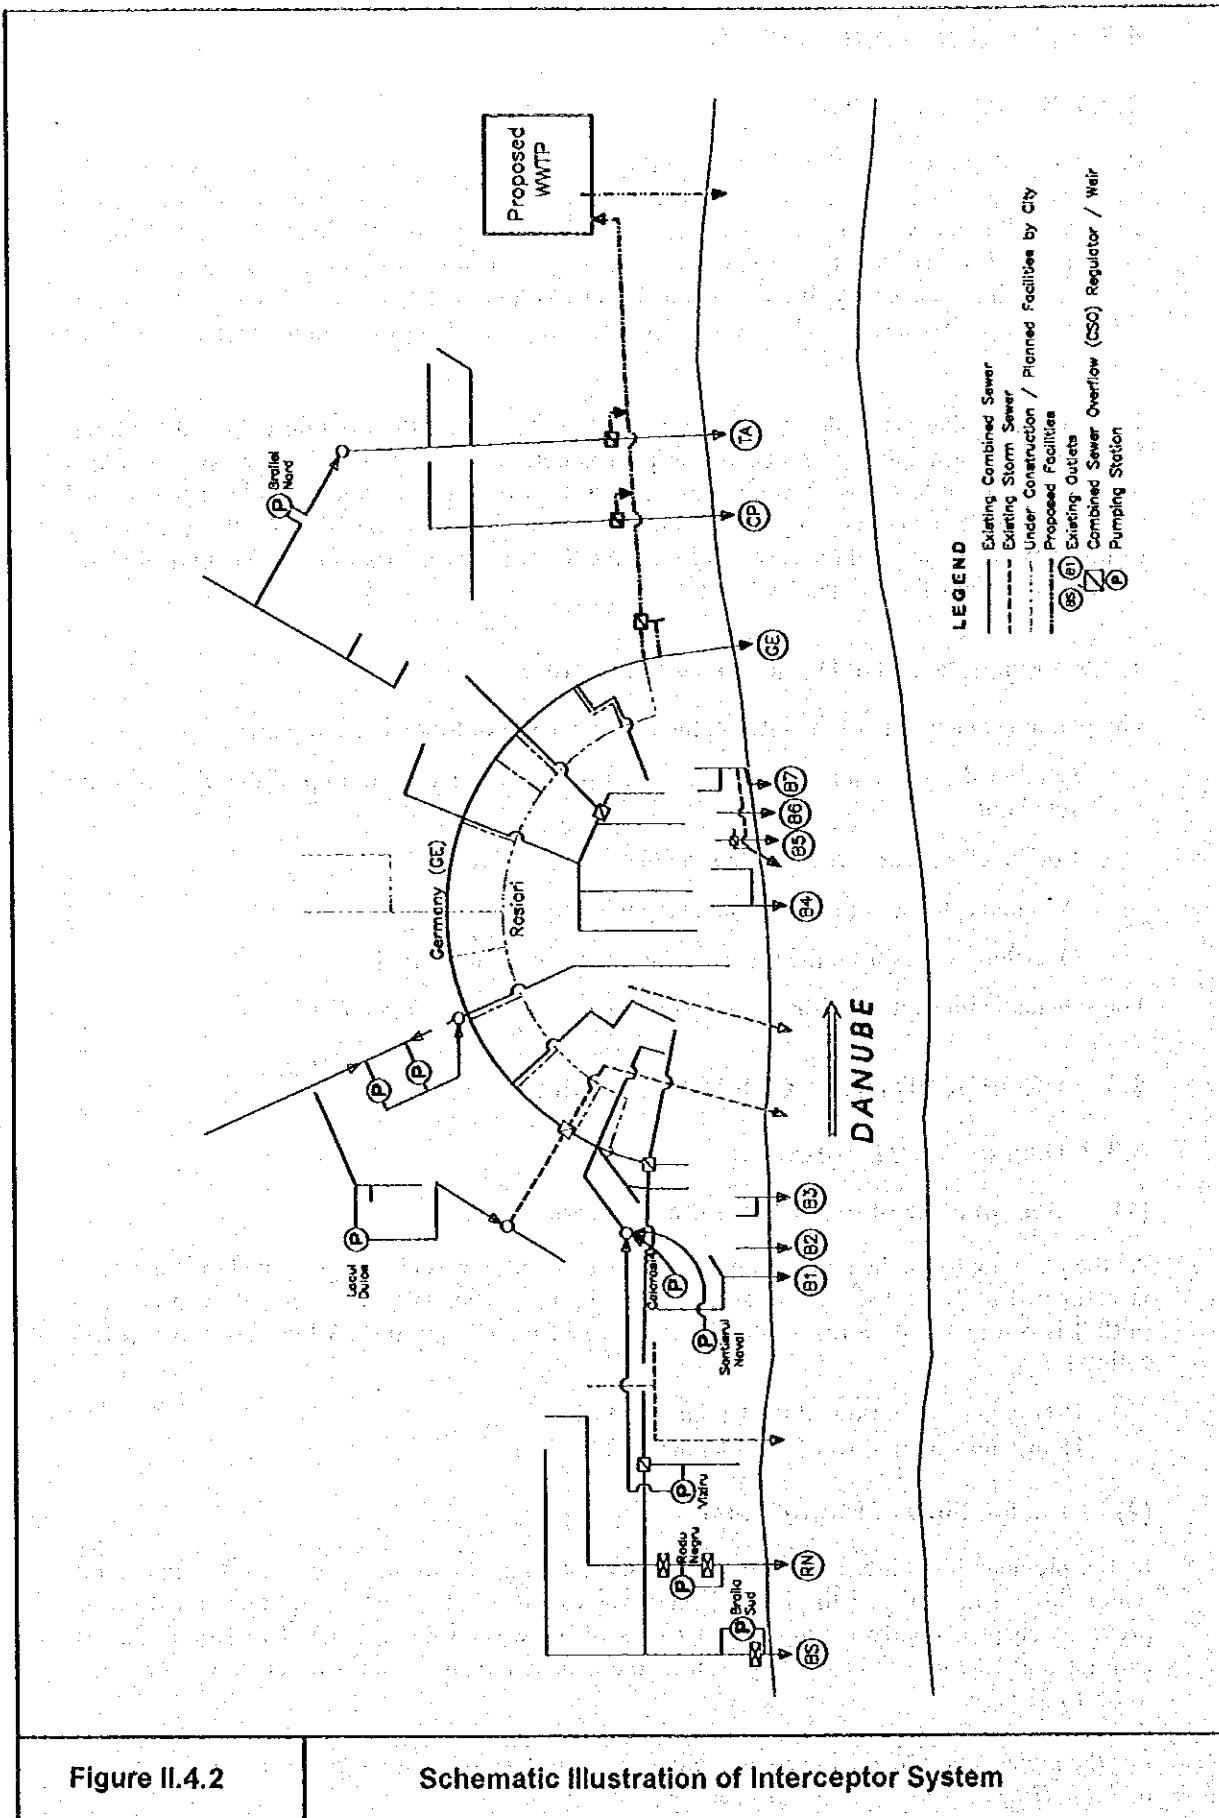 Proposed
WWTP
P
Brailei
Nord
TA
CP
GE
B7
B6
B5
B4
Germany (GE)
Rosiori
P
P
P
Lacul
Dulce
DANUBE
B3
B2
B1
Calarasi
P
P
Santierul
Naval
P
Viziru
P
Radu
Negru
RN
P
Braila
Sud
BS
LEGEND
Existing Combined Sewer
Existing Storm Sewer
Under Construction / Planned Facilities by City
Proposed Facilities
BS B1 Existing Outlets
Combined Sewer Overflow (CSO) Regulator / Weir
P Pumping Station
Figure II.4.2
Schematic Illustration of Interceptor System